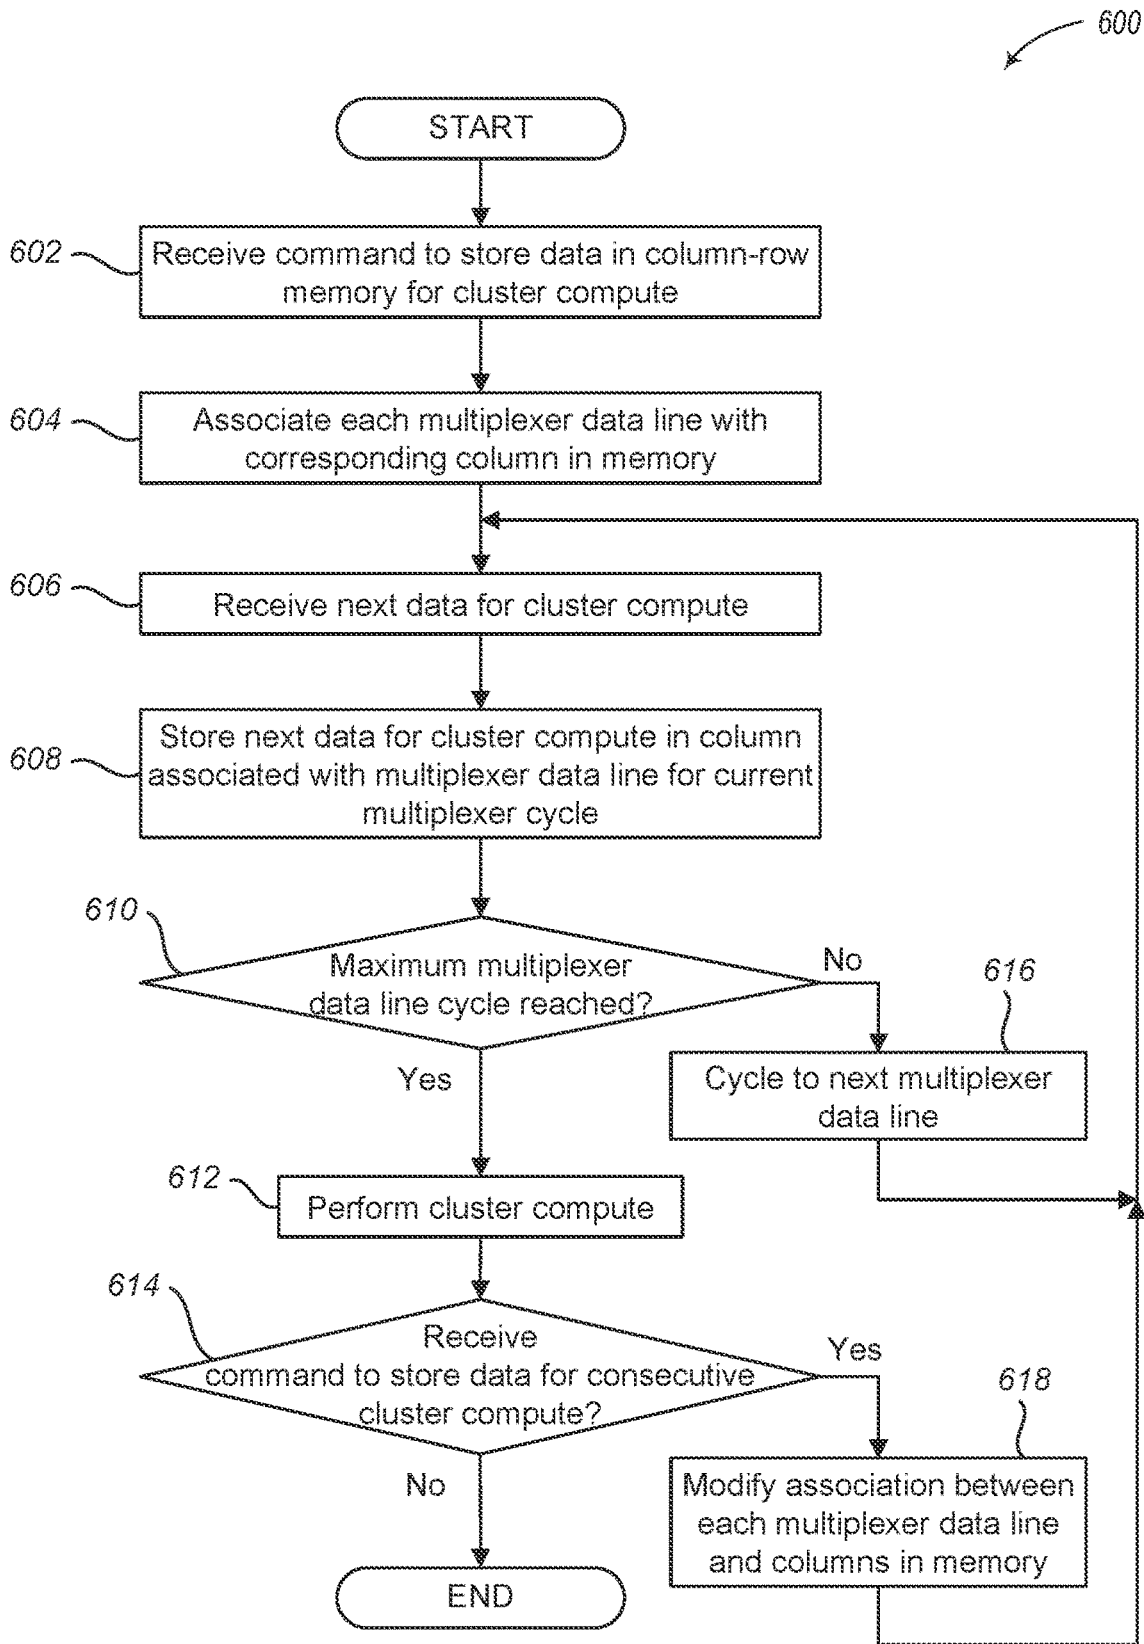 600
START
602
Receive command to store data in column-row
memory for cluster compute
604
Associate each multiplexer data line with
corresponding column in memory
606
Receive next data for cluster compute
608
Store next data for cluster compute in column
associated with multiplexer data line for current
multiplexer cycle
610
Maximum multiplexer
data line cycle reached?
No
616
Yes
Cycle to next multiplexer
data line
612
Perform cluster compute
614
Receive
command to store data for consecutive
cluster compute?
Yes
618
No
Modify association between
each multiplexer data line
and columns in memory
END